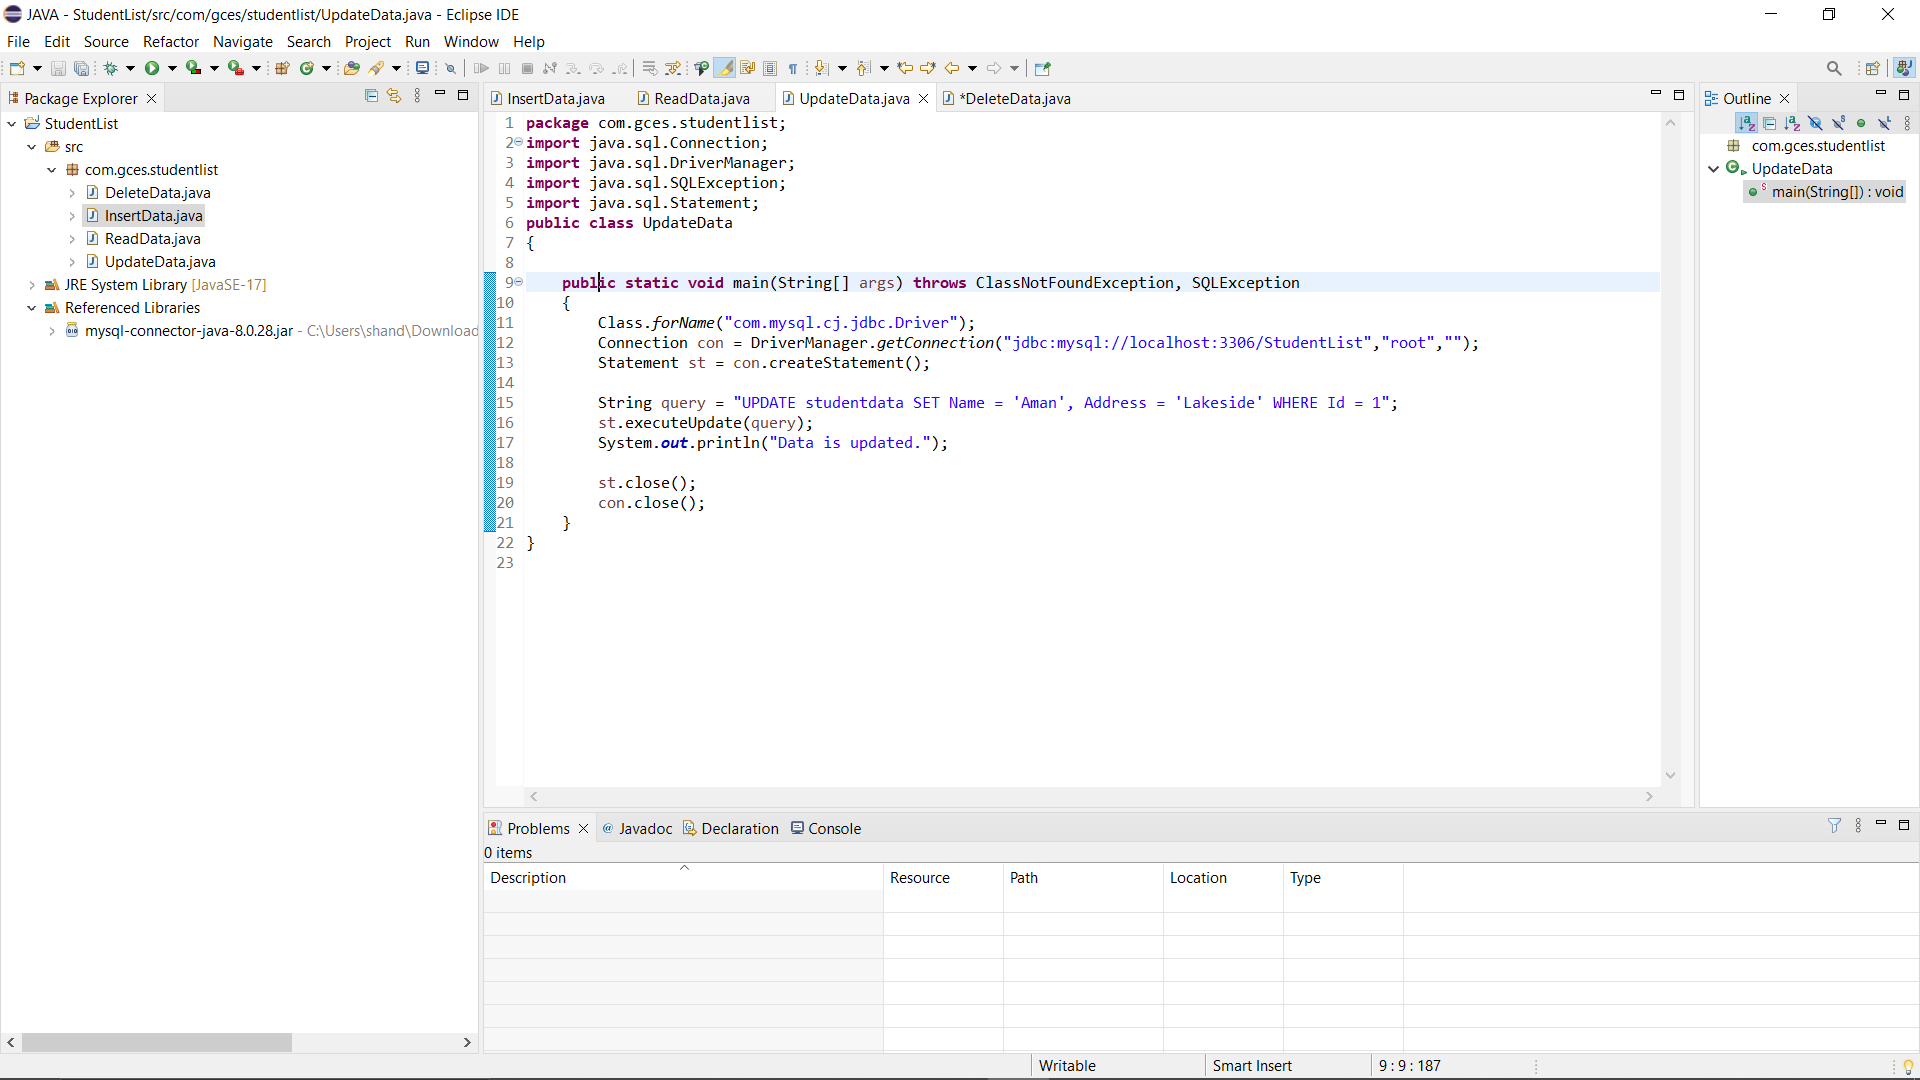 JAVA - StudentList/src/com/gces/studentlist/UpdateData.java - Eclipse IDE
File Edit Source Refactor Navigate Search Project Run Window Help
Package Explorer
StudentList
src
com.gces.studentlist
DeleteData.java
InsertData.java
ReadData.java
UpdateData.java
JRE System Library [JavaSE-17]
Referenced Libraries
mysql-connector-java-8.0.28.jar - C:\Users\shand\Download
InsertData.java ReadData.java UpdateData.java *DeleteData.java
1 package com.gces.studentlist;
2 import java.sql.Connection;
3 import java.sql.DriverManager;
4 import java.sql.SQLException;
5 import java.sql.Statement;
6 public class UpdateData
7 {
8
9 public static void main(String[] args) throws ClassNotFoundException, SQLException
10 {
11 Class.forName("com.mysql.cj.jdbc.Driver");
12 Connection con = DriverManager.getConnection("jdbc:mysql://localhost:3306/StudentList","root","");
13 Statement st = con.createStatement();
14
15 String query = "UPDATE studentdata SET Name = 'Aman', Address = 'Lakeside' WHERE Id = 1";
16 st.executeUpdate(query);
17 System.out.println("Data is updated.");
18
19 st.close();
20 con.close();
21 }
22 }
23
Outline
com.gces.studentlist
UpdateData
main(String[]) : void
Problems @ Javadoc Declaration Console
0 items
Description Resource Path Location Type
Writable Smart Insert 9 : 9 : 187